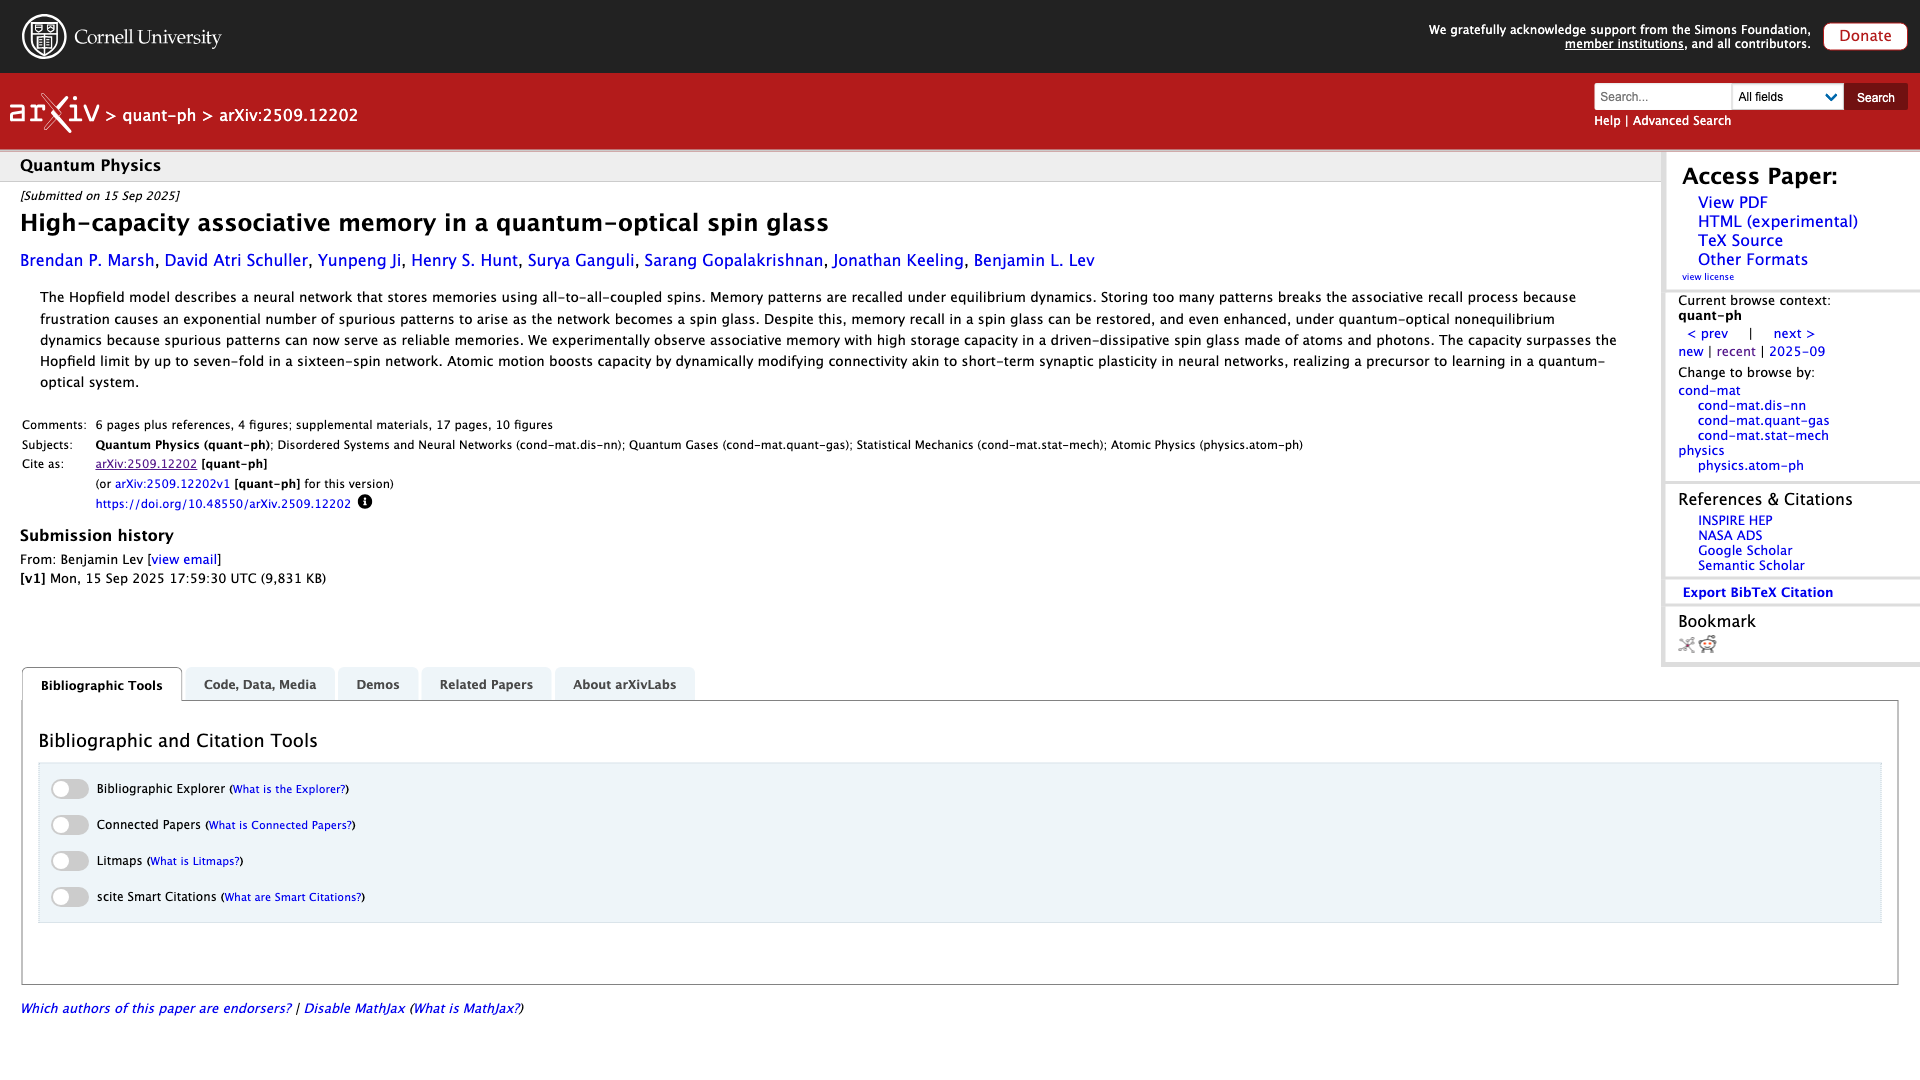 Cornell University
We gratefully acknowledge support from the Simons Foundation,
member institutions, and all contributors.
Donate
arXiv > quant-ph > arXiv:2509.12202
Search...
All fields
Search
Help | Advanced Search
Quantum Physics
[Submitted on 15 Sep 2025]
High-capacity associative memory in a quantum-optical spin glass
Brendan P. Marsh, David Atri Schuller, Yunpeng Ji, Henry S. Hunt, Surya Ganguli, Sarang Gopalakrishnan, Jonathan Keeling, Benjamin L. Lev
The Hopfield model describes a neural network that stores memories using all-to-all-coupled spins. Memory patterns are recalled under equilibrium dynamics. Storing too many patterns breaks the associative recall process because
frustration causes an exponential number of spurious patterns to arise as the network becomes a spin glass. Despite this, memory recall in a spin glass can be restored, and even enhanced, under quantum-optical nonequilibrium
dynamics because spurious patterns can now serve as reliable memories. We experimentally observe associative memory with high storage capacity in a driven-dissipative spin glass made of atoms and photons. The capacity surpasses the
Hopfield limit by up to seven-fold in a sixteen-spin network. Atomic motion boosts capacity by dynamically modifying connectivity akin to short-term synaptic plasticity in neural networks, realizing a precursor to learning in a quantum-
optical system.
Comments: 6 pages plus references, 4 figures; supplemental materials, 17 pages, 10 figures
Subjects: Quantum Physics (quant-ph); Disordered Systems and Neural Networks (cond-mat.dis-nn); Quantum Gases (cond-mat.quant-gas); Statistical Mechanics (cond-mat.stat-mech); Atomic Physics (physics.atom-ph)
Cite as: arXiv:2509.12202 [quant-ph]
(or arXiv:2509.12202v1 [quant-ph] for this version)
https://doi.org/10.48550/arXiv.2509.12202
Submission history
From: Benjamin Lev [view email]
[v1] Mon, 15 Sep 2025 17:59:30 UTC (9,831 KB)
Access Paper:
View PDF
HTML (experimental)
TeX Source
Other Formats
view license
Current browse context:
quant-ph
< prev | next >
new | recent | 2025-09
Change to browse by:
cond-mat
cond-mat.dis-nn
cond-mat.quant-gas
cond-mat.stat-mech
physics
physics.atom-ph
References & Citations
INSPIRE HEP
NASA ADS
Google Scholar
Semantic Scholar
Export BibTeX Citation
Bookmark
Bibliographic Tools
Code, Data, Media
Demos
Related Papers
About arXivLabs
Bibliographic and Citation Tools
Bibliographic Explorer (What is the Explorer?)
Connected Papers (What is Connected Papers?)
Litmaps (What is Litmaps?)
scite Smart Citations (What are Smart Citations?)
Which authors of this paper are endorsers? | Disable MathJax (What is MathJax?)